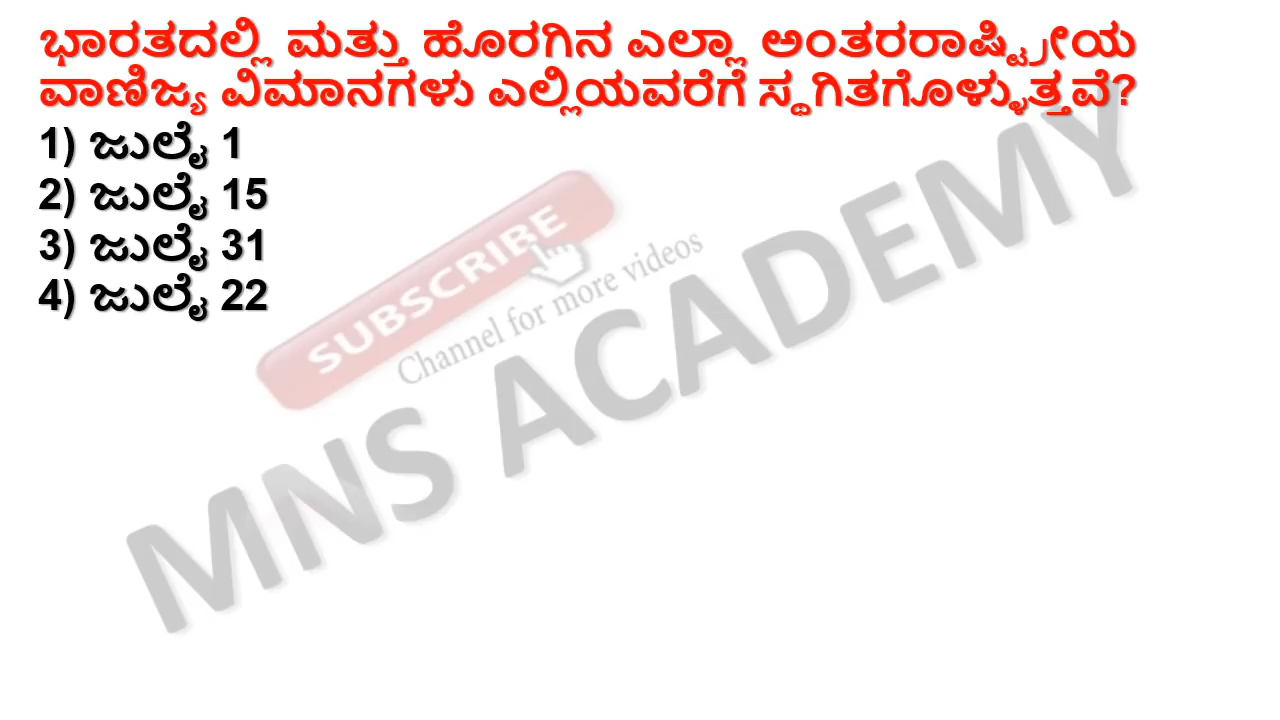 ಭಾರತದಲ್ಲಿ ಮತ್ತು ಹೊರಗಿನ ಎಲ್ಲಾ ಅಂತರರಾಷ್ಟ್ರೀಯ
ವಾಣಿಜ್ಯ ವಿಮಾನಗಳು ಎಲ್ಲಿಯವರೆಗೆ ಸ್ಥಗಿತಗೊಳ್ಳುತ್ತವೆ?
1) ಜುಲೈ 1
2) ಜುಲೈ 15
3) ಜುಲೈ 31
4) ಜುಲೈ 22
SUBSCRIBE
Channel for more videos
MNS ACADEMY